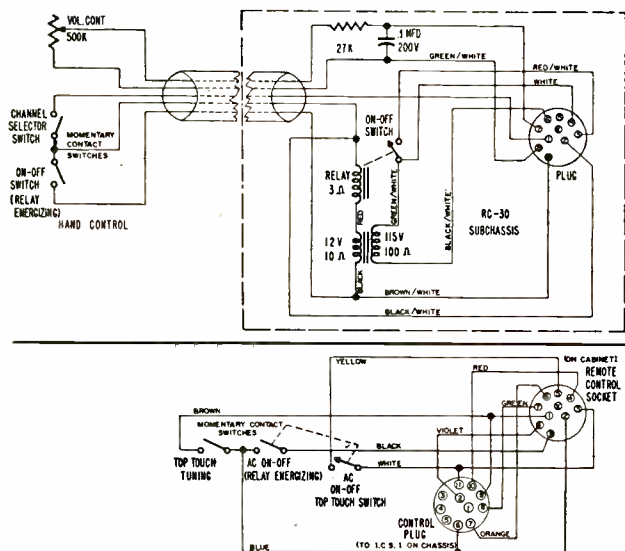 VOL. CONT
500K
.1 MFD
200V
27K
GREEN/WHITE
RED/WHITE
WHITE
CHANNEL
SELECTOR
SWITCH
MOMENTARY
CONTACT
SWITCHES
ON-OFF
SWITCH
(RELAY
ENERGIZING)
HAND CONTROL
ON-OFF
SWITCH
PLUG
RELAY
3 Ω
RED
GREEN/WHITE
BLACK/WHITE
RC-30
SUBCHASSIS
12V
10 Ω
115V
100 Ω
BLACK
BROWN/WHITE
BLACK/WHITE
YELLOW
(ON CABINET)
REMOTE
CONTROL
SOCKET
RED
GREEN
BROWN
VIOLET
MOMENTARY CONTACT
SWITCHES
BLACK
WHITE
TOP TOUCH
TUNING
AC ON-OFF
(RELAY ENERGIZING)
AC
ON-OFF
TOP TOUCH SWITCH
CONTROL
PLUG
ORANGE
(TO I.C.S.1 ON CHASSIS)
BLUE